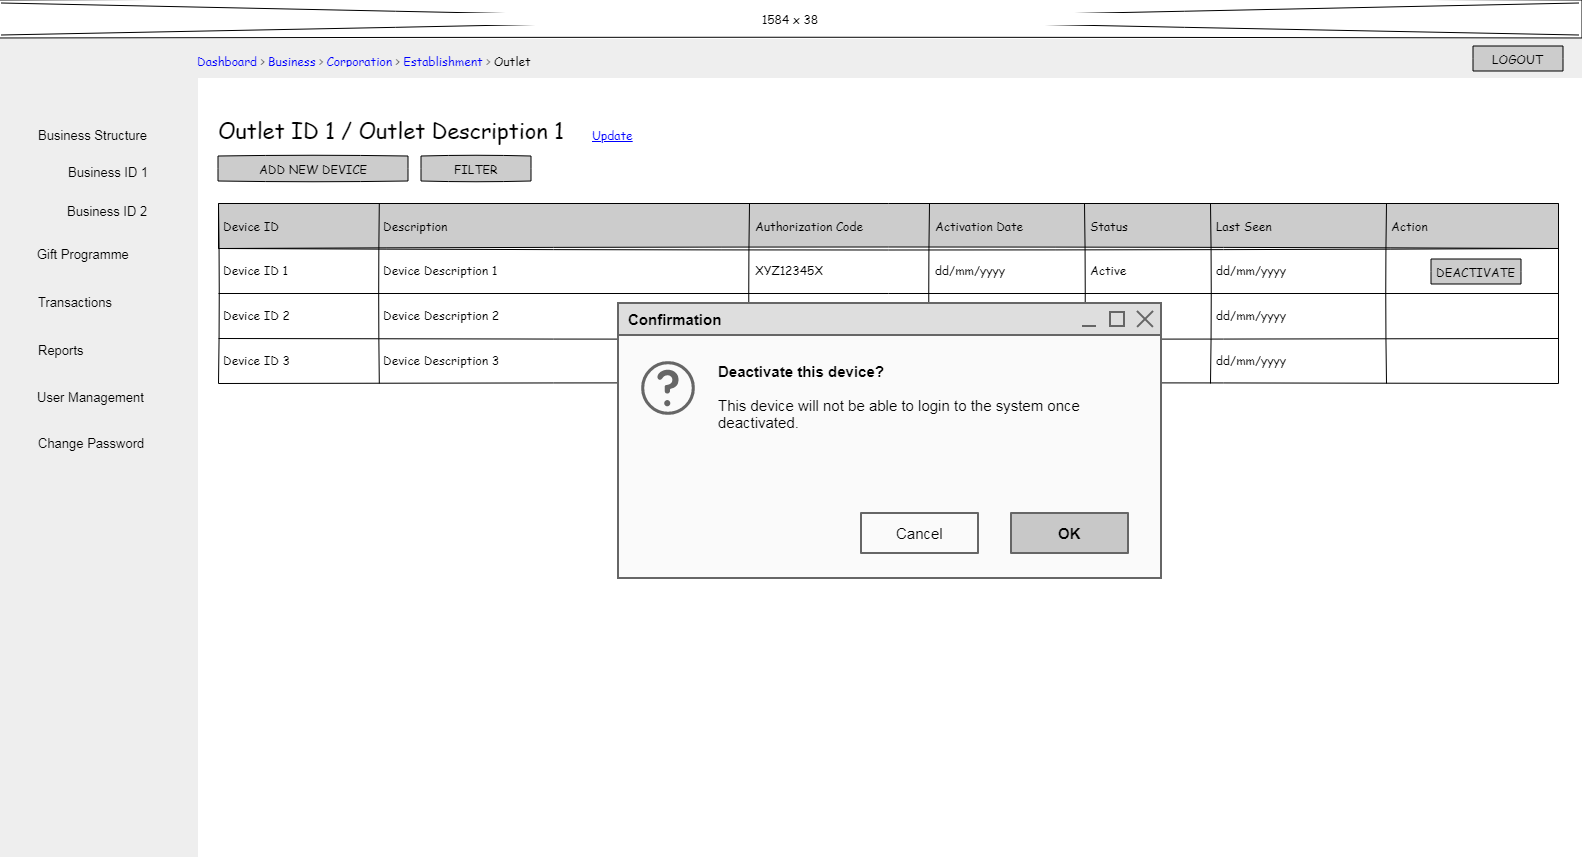 1584 x 38
Dashboard > Business > Corporation > Establishment > Outlet
LOGOUT
Business Structure
Business ID 1
Business ID 2
Gift Programme
Transactions
Reports
User Management
Change Password
Outlet ID 1 / Outlet Description 1 Update
ADD NEW DEVICE FILTER
Device ID Description Authorization Code Activation Date Status Last Seen Action
Device ID 1 Device Description 1 XYZ12345X dd/mm/yyyy Active dd/mm/yyyy DEACTIVATE
Device ID 2 Device Description 2 dd/mm/yyyy
Device ID 3 Device Description 3 dd/mm/yyyy
Confirmation
Deactivate this device?
This device will not be able to login to the system once
deactivated.
Cancel OK